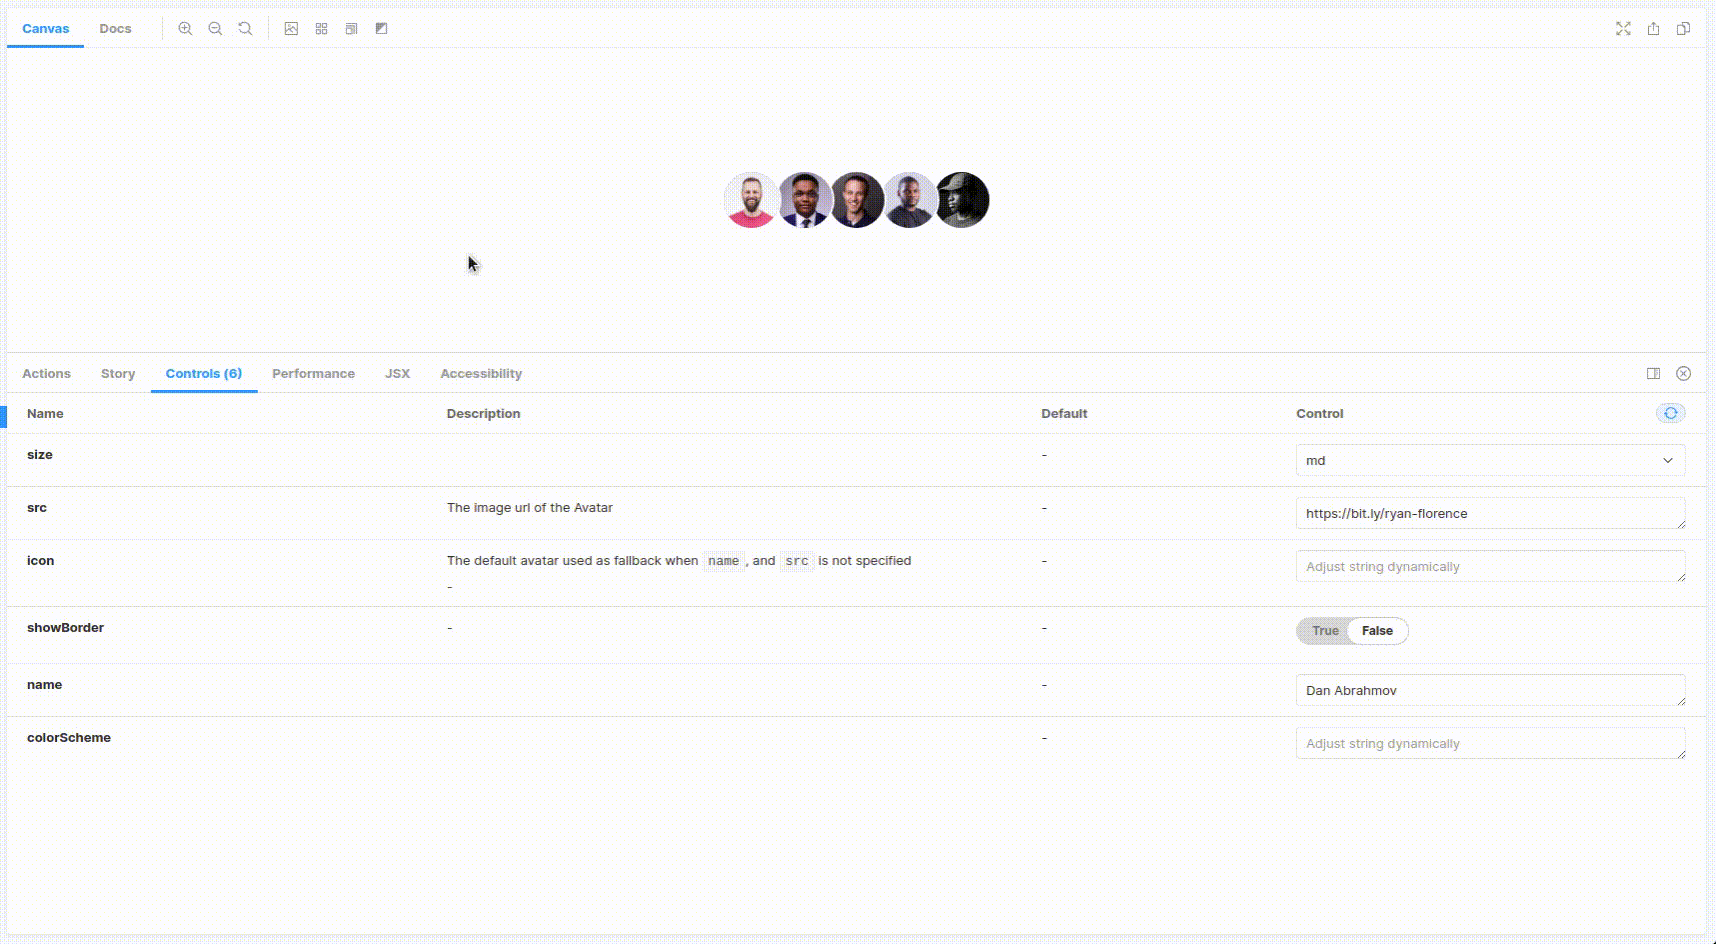 Canvas Docs
Actions Story Controls (6) Performance JSX Accessibility
Name Description Default Control
size - md
src The image url of the Avatar - https://bit.ly/ryan-florence
icon The default avatar used as fallback when name, and src is not specified - Adjust string dynamically
-
showBorder - - True False
name - Dan Abrahmov
colorScheme - Adjust string dynamically